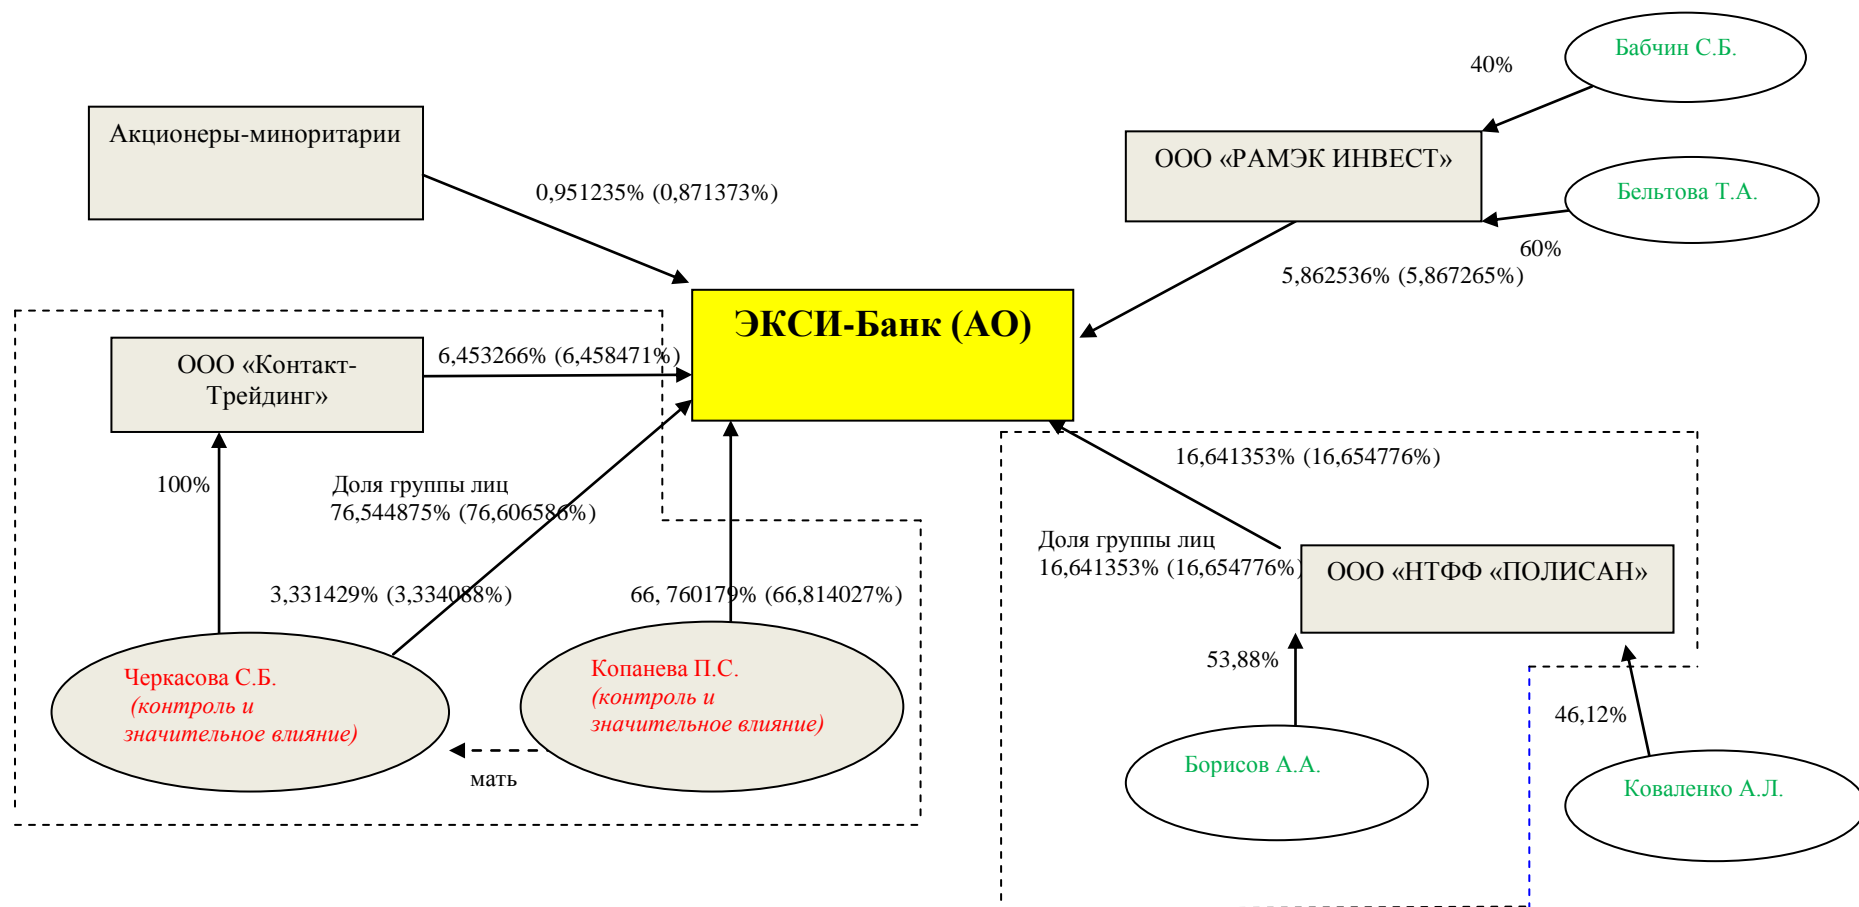 Бабчин С.Б.
40%
Акционеры-миноритарии
ООО «РАМЭК ИНВЕСТ»
0,951235% (0,871373%)
Бельтова Т.А.
60%
5,862536% (5,867265%)
ЭКСИ-Банк (АО)
ООО «Контакт-
Трейдинг»
6,453266% (6,458471%)
16,641353% (16,654776%)
100%
Доля группы лиц
76,544875% (76,606586%)
Доля группы лиц
16,641353% (16,654776%)
ООО «НТФФ «ПОЛИСАН»
3,331429% (3,334088%)
66, 760179% (66,814027%)
53,88%
Черкасова С.Б.
(контроль и
значительное влияние)
Копанева П.С.
(контроль и
значительное влияние)
46,12%
мать
Борисов А.А.
Коваленко А.Л.